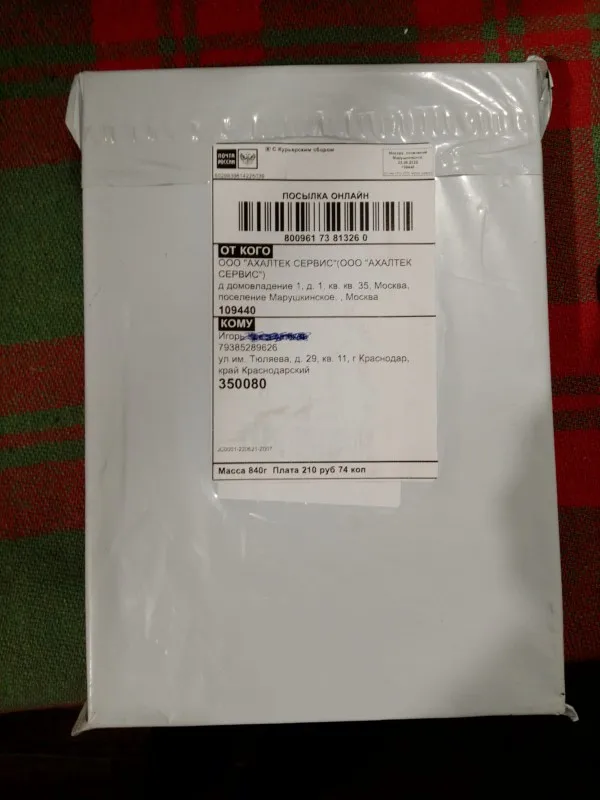 ПОЧТА
РОССИИ
С Курьерским сбором
ПОСЫЛКА ОНЛАЙН
800961 73 81326 0
ОТ КОГО
ООО "АХАЛТЕК СЕРВИС"(ООО "АХАЛТЕК
СЕРВИС")
д домовладение 1, д. 1, кв. кв. 35, Москва,
поселение Марушкинское. , Москва
109440
КОМУ
Игорь
79385289626
ул им. Тюляева, д. 29, кв. 11, г Краснодар,
край Краснодарский
350080
Масса 840г Плата 210 руб 74 коп